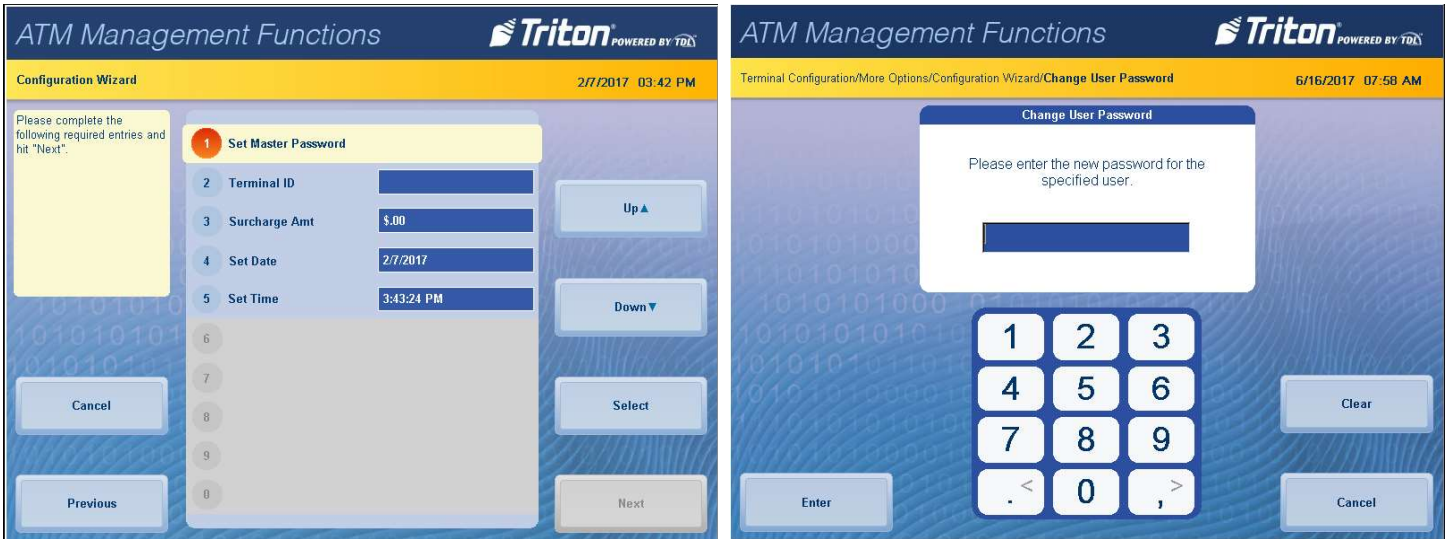 ATM Management Functions
Triton POWERED BY TDL
Configuration Wizard
2/7/2017 03:42 PM
Please complete the
following required entries and
hit "Next".
1 Set Master Password
2 Terminal ID
3 Surcharge Amt $.00
4 Set Date 2/7/2017
5 Set Time 3:43:24 PM
6
7
8
9
0
Up▲
Down▼
Cancel
Select
Previous
Next
ATM Management Functions
Triton POWERED BY TDL
Terminal Configuration/More Options/Configuration Wizard/Change User Password
6/16/2017 07:58 AM
Change User Password
Please enter the new password for the
specified user.
1 2 3
4 5 6
7 8 9
. < 0 , >
Clear
Enter
Cancel